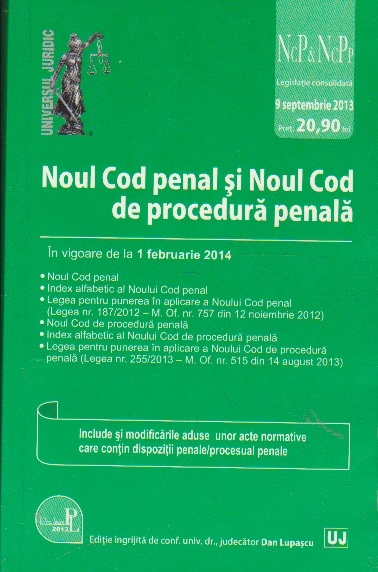 UNIVERSUL JURIDIC
NCP & NCPP
Legislație consolidată
9 septembrie 2013
Preț: 20,90 lei
Noul Cod penal și Noul Cod
de procedură penală
În vigoare de la 1 februarie 2014
• Noul Cod penal
• Index alfabetic al Noului Cod penal
• Legea pentru punerea în aplicare a Noului Cod penal
(Legea nr. 187/2012 – M. Of. nr. 757 din 12 noiembrie 2012)
• Noul Cod de procedură penală
• Index alfabetic al Noului Cod de procedură penală
• Legea pentru punerea în aplicare a Noului Cod de procedură
penală (Legea nr. 255/2013 – M. Of. nr. 515 din 14 august 2013)
Include și modificările aduse unor acte normative
care conțin dispoziții penale/procesual penale
2013
Ediție îngrijită de conf. univ. dr., judecător Dan Lupașcu
UJ